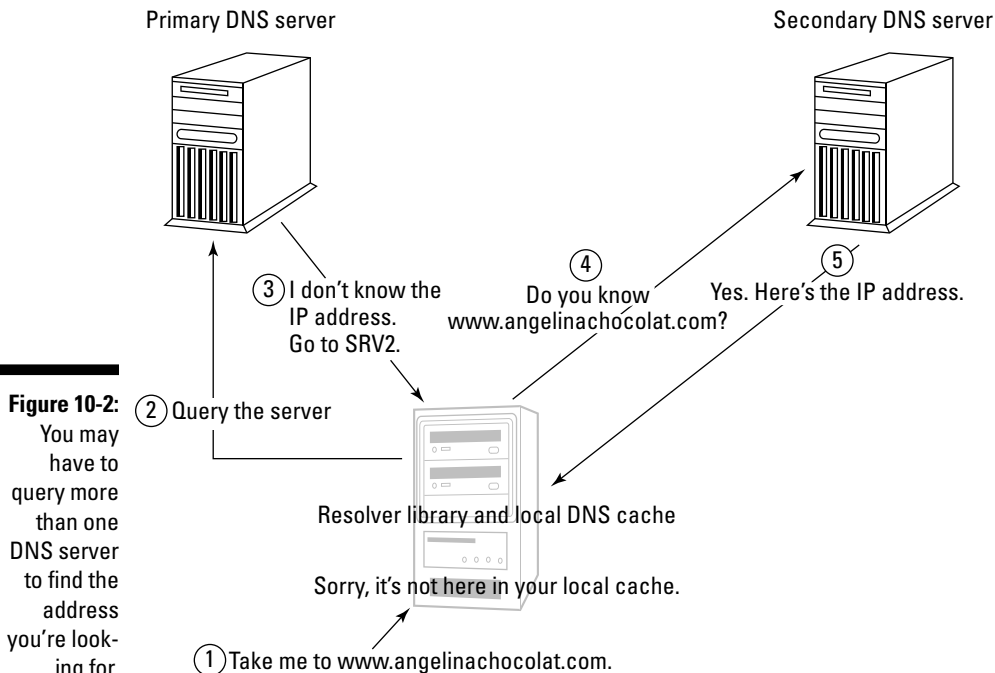 Primary DNS server
Secondary DNS server
3 I don't know the
IP address.
Go to SRV2.
4
Do you know
www.angelinachocolat.com?
5
Yes. Here's the IP address.
2 Query the server
Figure 10-2:
You may
have to
query more
than one
DNS server
to find the
address
you're look-
ing for.
Resolver library and local DNS cache
Sorry, it's not here in your local cache.
1 Take me to www.angelinachocolat.com.